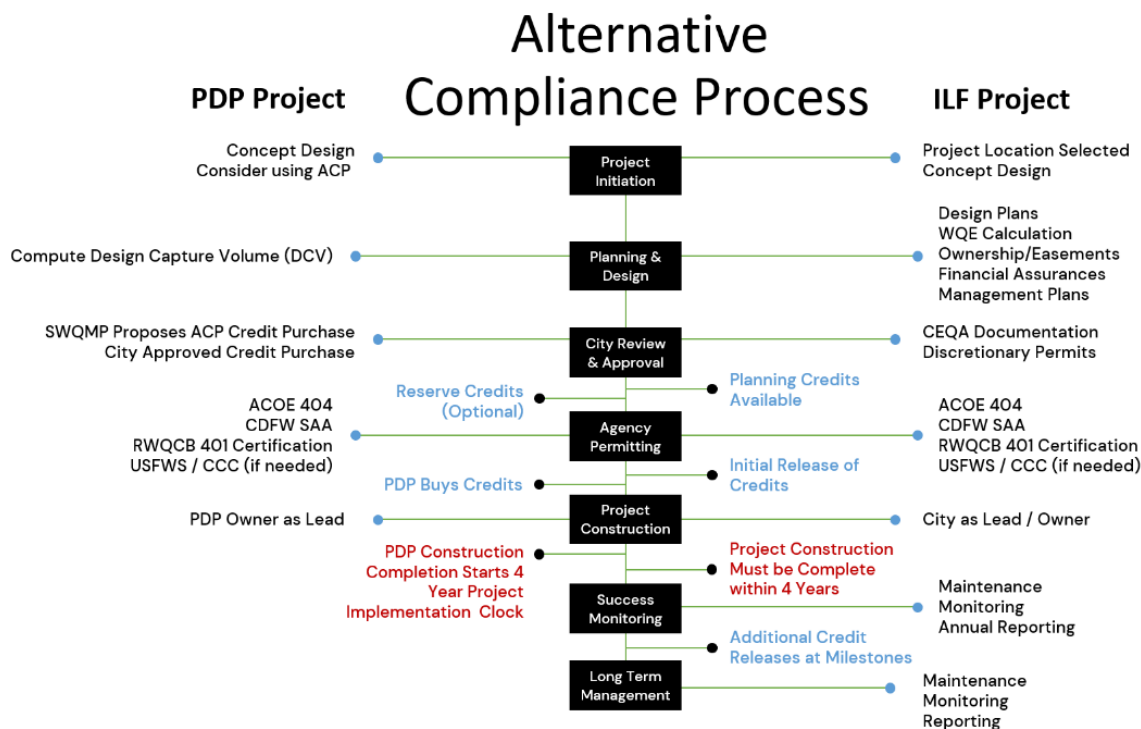 Alternative
Compliance Process
PDP Project
ILF Project
Concept Design
Consider using ACP
Project
Initiation
Project Location Selected
Concept Design
Compute Design Capture Volume (DCV)
Planning &
Design
Design Plans
WQE Calculation
Ownership/Easements
Financial Assurances
Management Plans
SWQMP Proposes ACP Credit Purchase
City Approved Credit Purchase
City Review
& Approval
CEQA Documentation
Discretionary Permits
Reserve Credits
(Optional)
Planning Credits
Available
ACOE 404
CDFW SAA
RWQCB 401 Certification
USFWS / CCC (if needed)
Agency
Permitting
ACOE 404
CDFW SAA
RWQCB 401 Certification
USFWS / CCC (if needed)
PDP Buys Credits
Initial Release of
Credits
PDP Owner as Lead
Project
Construction
City as Lead / Owner
PDP Construction
Completion Starts 4
Year Project
Implementation Clock
Project Construction
Must be Complete
within 4 Years
Success
Monitoring
Maintenance
Monitoring
Annual Reporting
Additional Credit
Releases at Milestones
Long Term
Management
Maintenance
Monitoring
Reporting